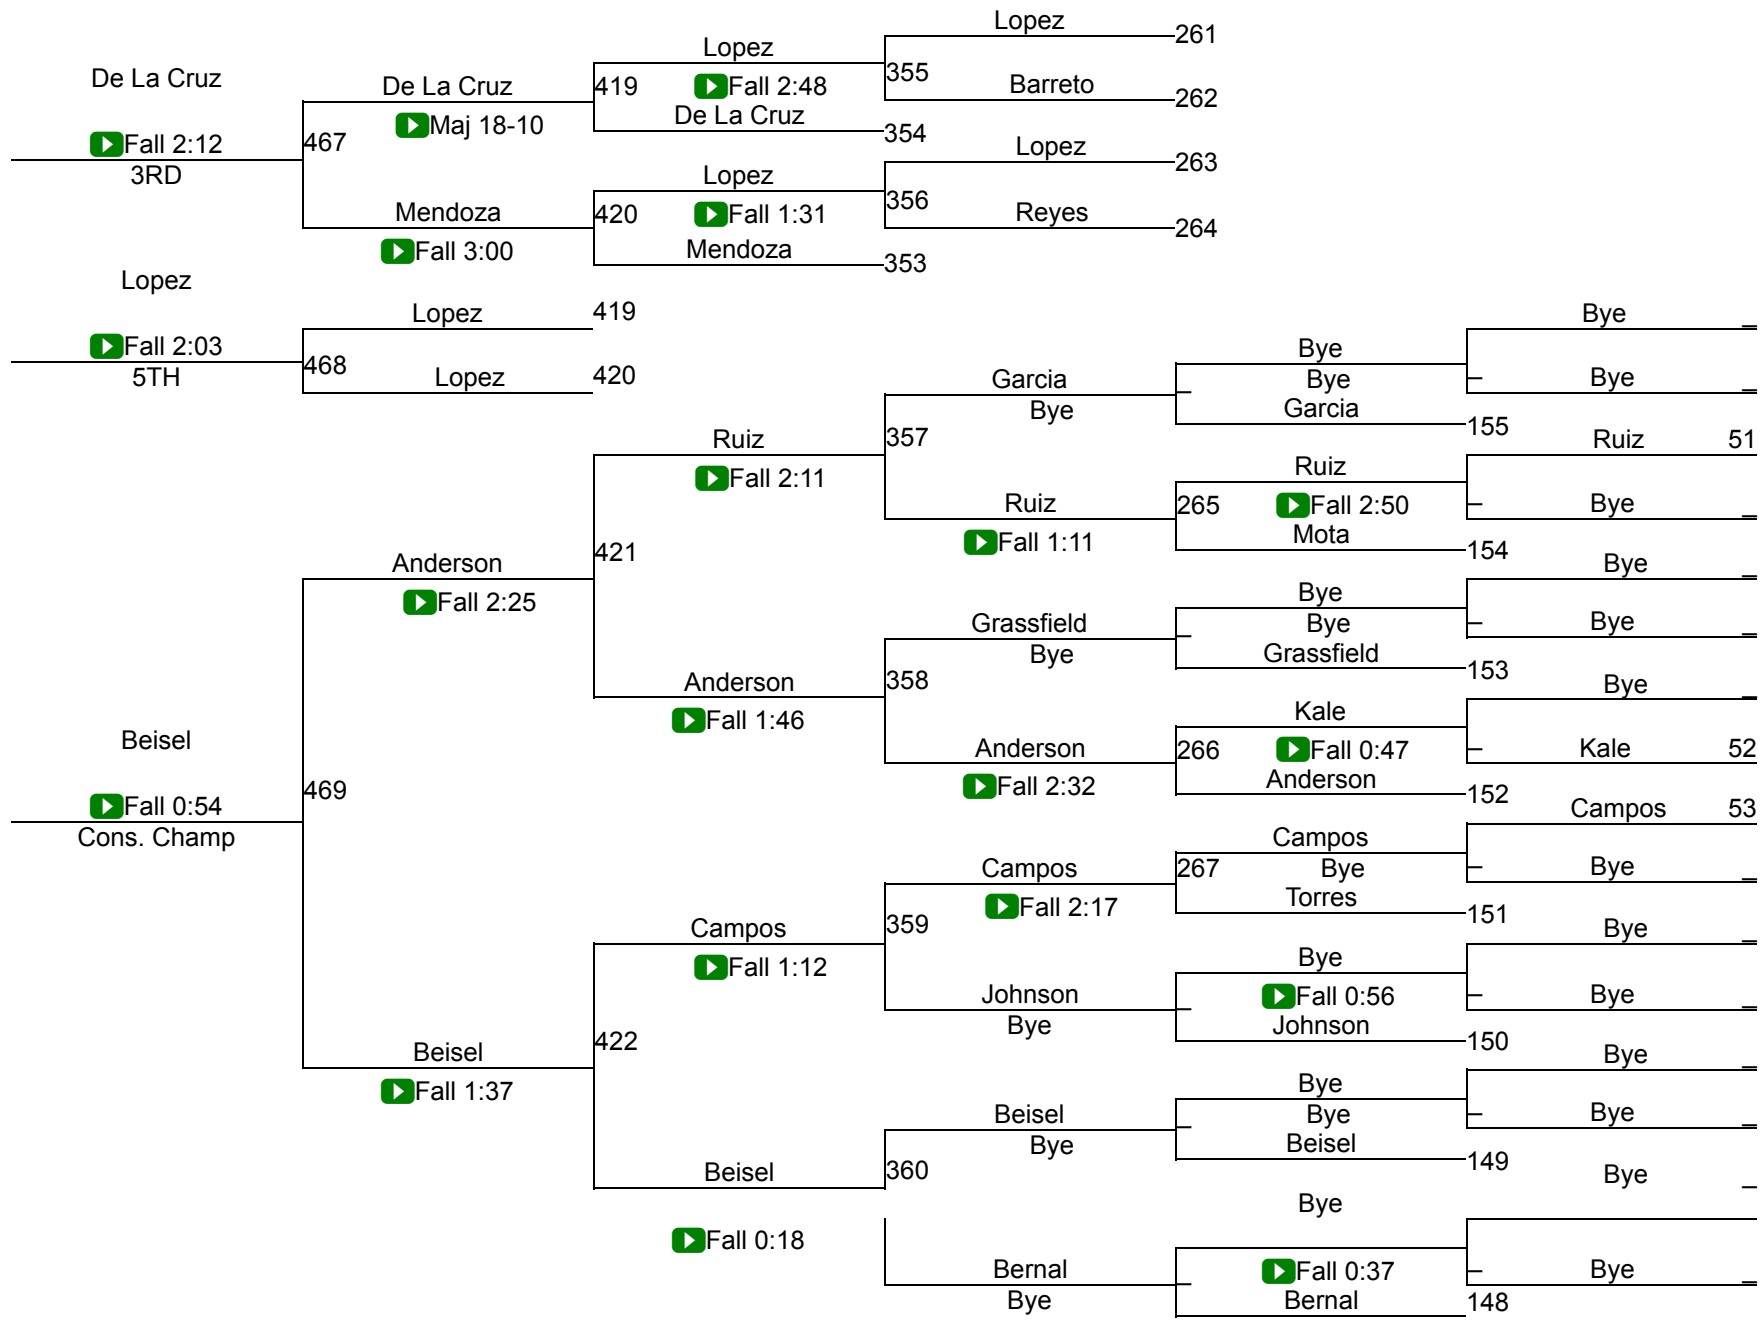 Lopez 261
Lopez
De La Cruz De La Cruz 419 Fall 2:48 355 Barreto 262
Maj 18-10 De La Cruz 354
Fall 2:12 467 Lopez 263
3RD Lopez
Mendoza 420 Fall 1:31 356 Reyes 264
Fall 3:00 Mendoza 353
Lopez
Lopez 419 Bye _
Fall 2:03 Bye
468 Lopez 420 Garcia _ Bye _ Bye _
5TH Bye Garcia 155
Ruiz 357 Ruiz 51
Fall 2:11 Ruiz
Ruiz 265 Fall 2:50 _ Bye _
Fall 1:11 Mota 154
Anderson 421 Bye _
Fall 2:25 Bye
Grassfield _ Bye _ Bye _
Bye Grassfield 153
Anderson 358 Bye _
Fall 1:46 Kale
Beisel Anderson 266 Fall 0:47 _ Kale 52
Fall 2:32 Anderson 152
Fall 0:54 469 Campos 53
Cons. Champ Campos
Campos 267 Bye _ Bye _
Fall 2:17 Torres 151
Campos 359 Bye _
Fall 1:12 Bye
Johnson _ Fall 0:56 _ Bye _
Bye Johnson 150
Beisel 422 Bye _
Fall 1:37 Bye
Beisel _ Bye _ Bye _
Bye Beisel 149
Beisel 360 Bye _
Bye
Fall 0:18
Bernal _ Fall 0:37 _ Bye _
Bye Bernal 148